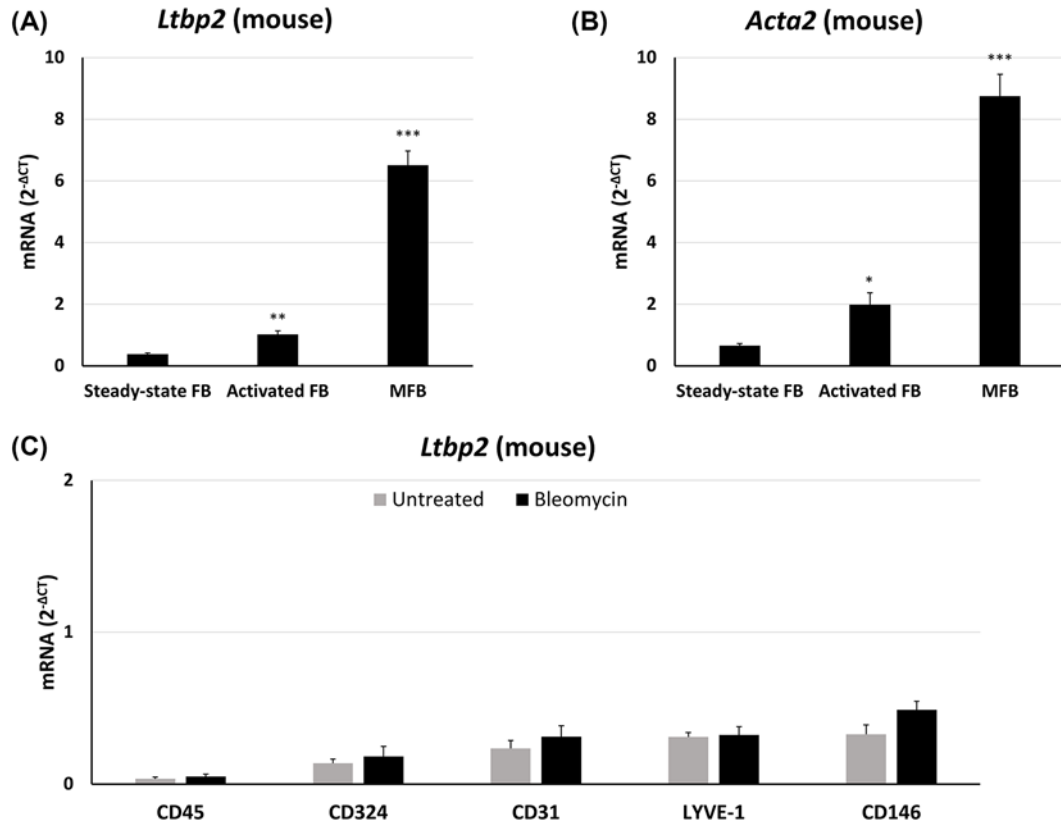 (A)
Ltbp2 (mouse)
10
8
6
4
2
0
mRNA (2^-ΔCT)
**
***
Steady-state FB Activated FB MFB
(B)
Acta2 (mouse)
10
8
6
4
2
0
mRNA (2^-ΔCT)
*
***
Steady-state FB Activated FB MFB
(C)
Ltbp2 (mouse)
Untreated Bleomycin
2
1
0
mRNA (2^-ΔCT)
CD45 CD324 CD31 LYVE-1 CD146